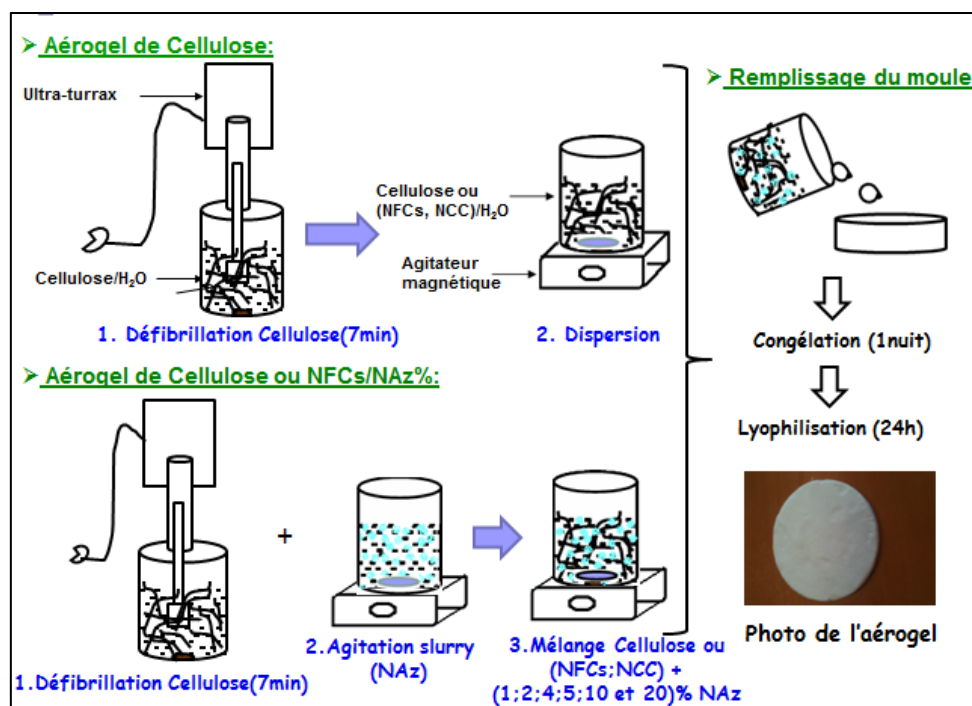 ➢ Aérogel de Cellulose:
Ultra-turrax
Cellulose/H₂O
1. Défibrillation Cellulose(7min)
Cellulose ou
(NFCs, NCC)/H₂O
Agitateur
magnétique
2. Dispersion
➢ Aérogel de Cellulose ou NFCs/NAz%:
+
1.Défibrillation Cellulose(7min)
2.Agitation slurry
(NAz)
3.Mélange Cellulose ou
(NFCs;NCC) +
(1;2;4;5;10 et 20)% NAz
➢ Remplissage du moule
Congélation (1nuit)
Lyophilisation (24h)
Photo de l'aérogel